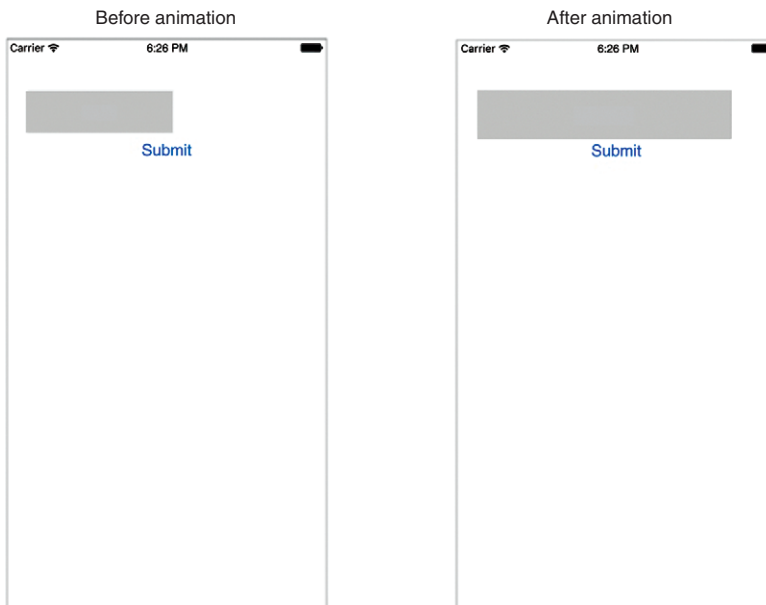 Before animation
Carrier 6:26 PM
Submit
After animation
Carrier 6:26 PM
Submit